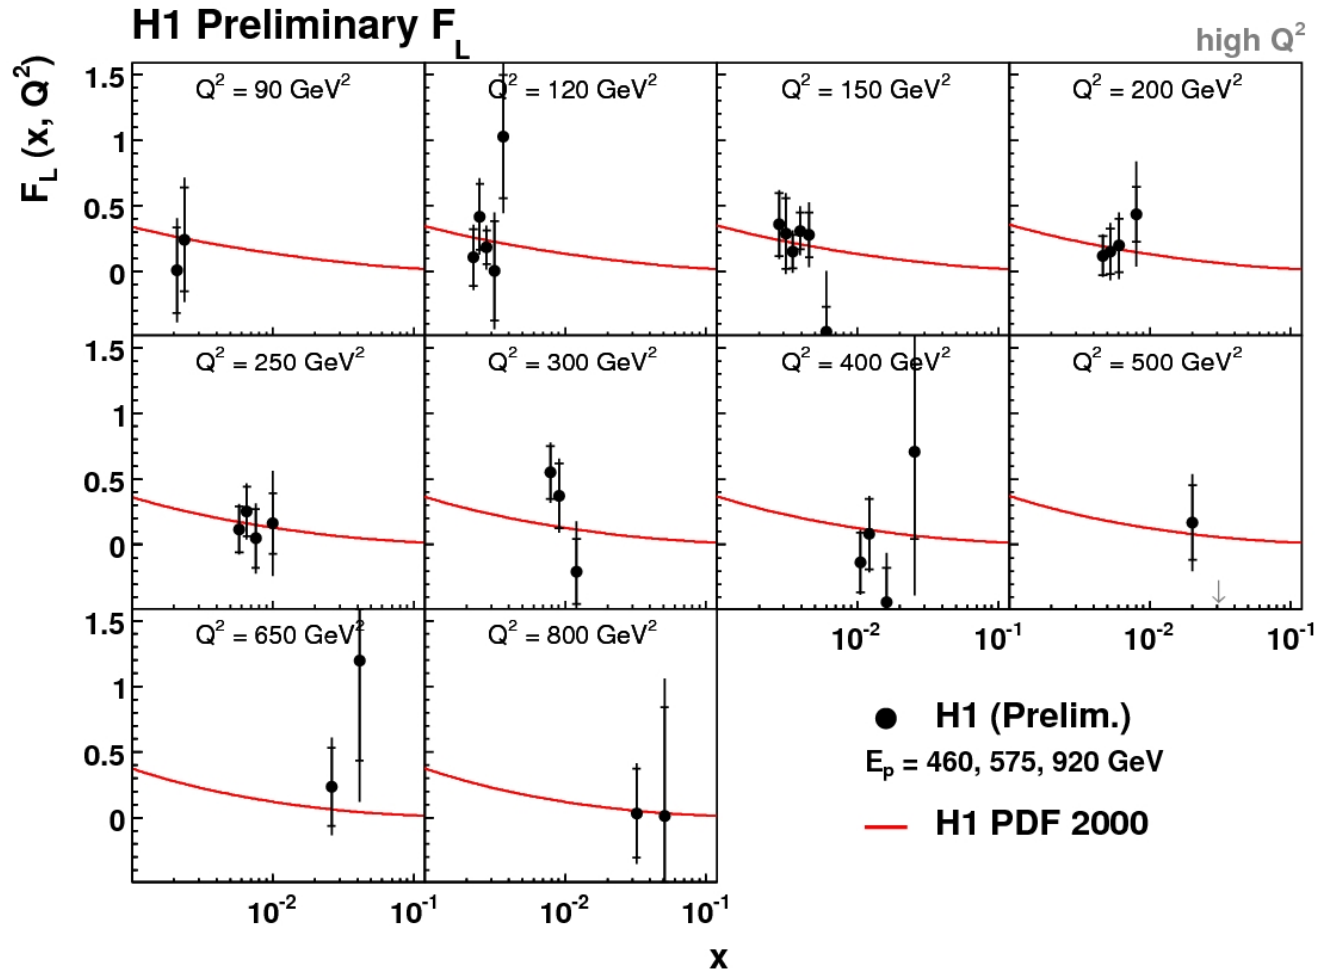 H1 Preliminary F_L
high Q²
F_L (x, Q²)
Q² = 90 GeV²
Q² = 120 GeV²
Q² = 150 GeV²
Q² = 200 GeV²
1.5
1
0.5
0
Q² = 250 GeV²
Q² = 300 GeV²
Q² = 400 GeV²
Q² = 500 GeV²
1.5
1
0.5
0
10⁻²
10⁻¹
10⁻²
10⁻¹
Q² = 650 GeV²
Q² = 800 GeV²
1.5
1
0.5
0
10⁻²
10⁻¹
10⁻²
10⁻¹
x
H1 (Prelim.)
E_p = 460, 575, 920 GeV
H1 PDF 2000